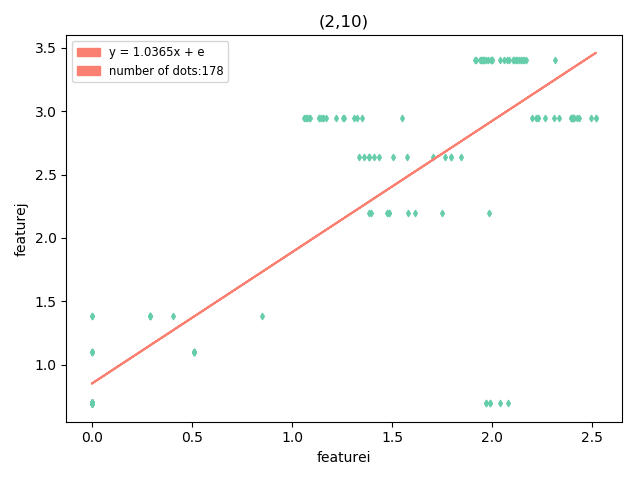 (2,10)
y = 1.0365x + e
number of dots:178
3.5
3.0
2.5
2.0
1.5
1.0
featurej
0.0 0.5 1.0 1.5 2.0 2.5
featurei